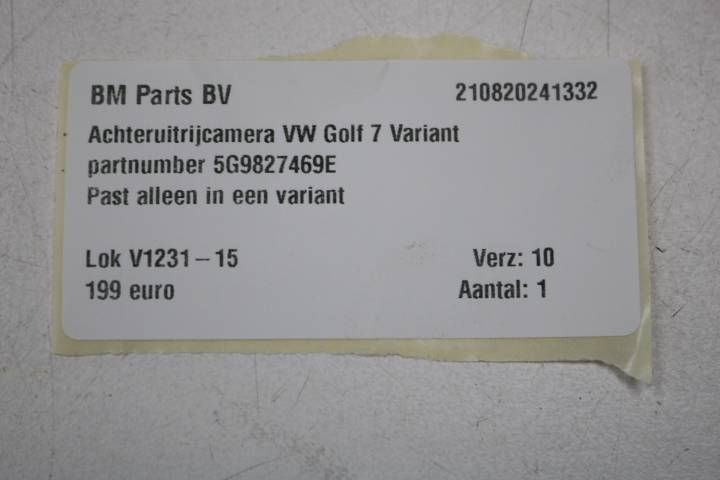 BM Parts BV 210820241332
Achteruitrijcamera VW Golf 7 Variant
partnumber 5G9827469E
Past alleen in een variant
Lok V1231-15 Verz: 10
199 euro Aantal: 1